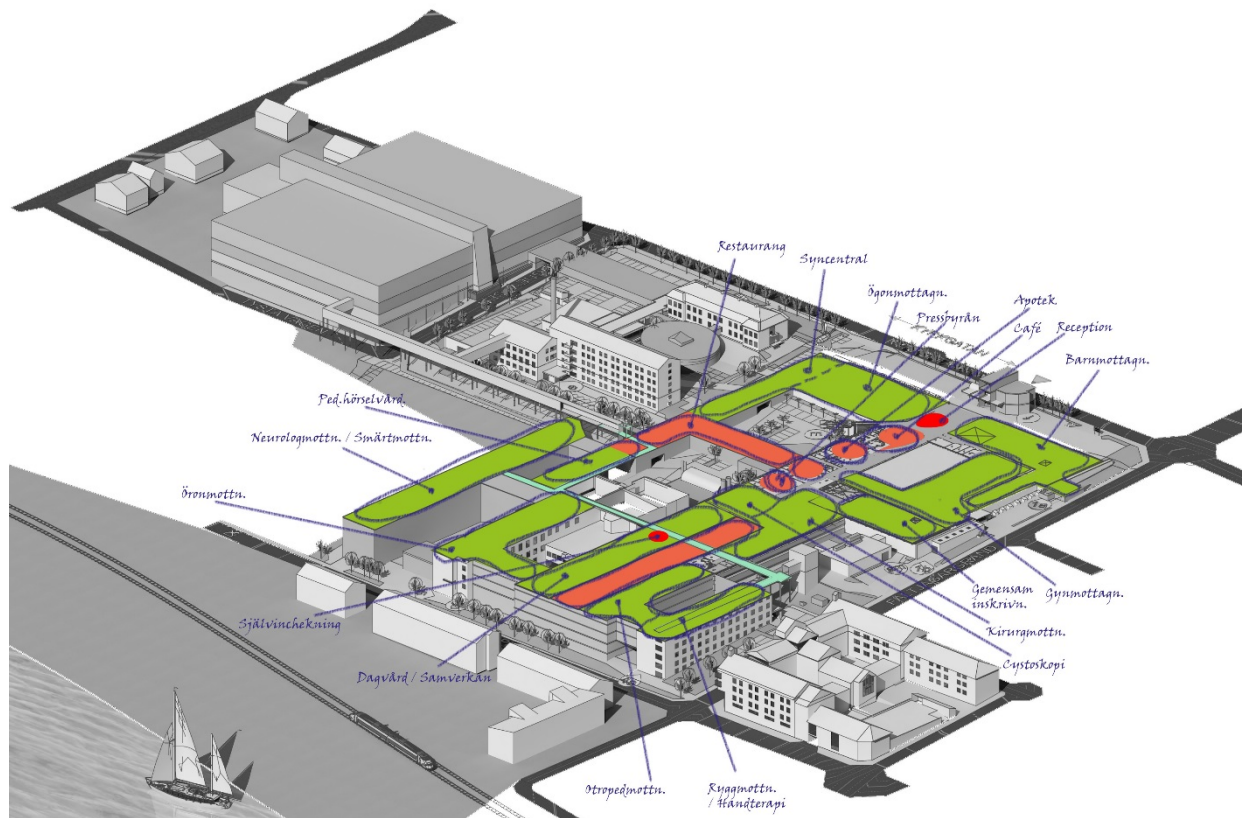 Restaurang
Syncentral
Ögonmottagn.
Pressbyrån
Apotek
Café
Reception
KYRKGATAN
Barnmottagn.
Ped.hörselvård.
Neurologmottn. / Smärtmottn.
Öronmottn.
Självincheckning
Dagvård / Samverkan
Otropedmottn.
Ryggmottn.
/ Handterapi
Gemensam
inskrivn.
Gynmottagn.
Kirurgmottn.
Cystoskopi